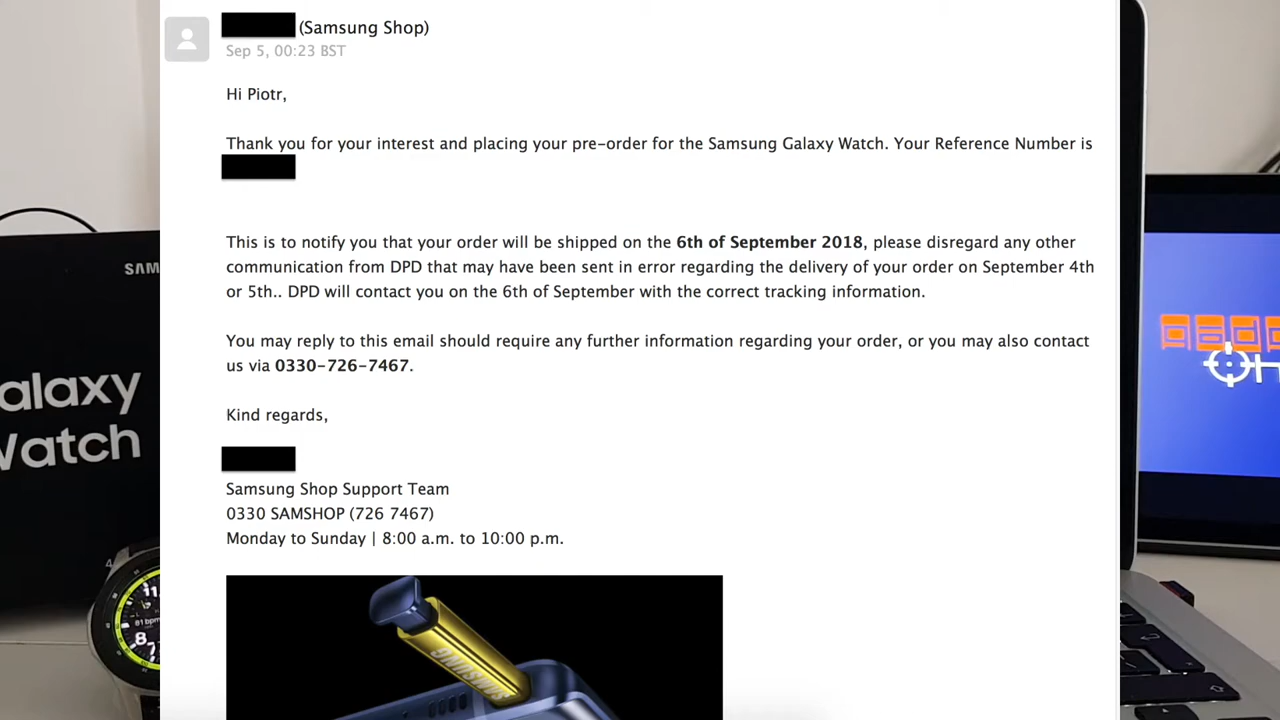 (Samsung Shop)
Sep 5, 00:23 BST
Hi Piotr,
Thank you for your interest and placing your pre-order for the Samsung Galaxy Watch. Your Reference Number is
This is to notify you that your order will be shipped on the 6th of September 2018, please disregard any other
communication from DPD that may have been sent in error regarding the delivery of your order on September 4th
or 5th.. DPD will contact you on the 6th of September with the correct tracking information.
You may reply to this email should require any further information regarding your order, or you may also contact
us via 0330-726-7467.
Kind regards,
Samsung Shop Support Team
0330 SAMSHOP (726 7467)
Monday to Sunday | 8:00 a.m. to 10:00 p.m.
SAMSUNG
SAM
alaxy
Watch
81 bpm
8